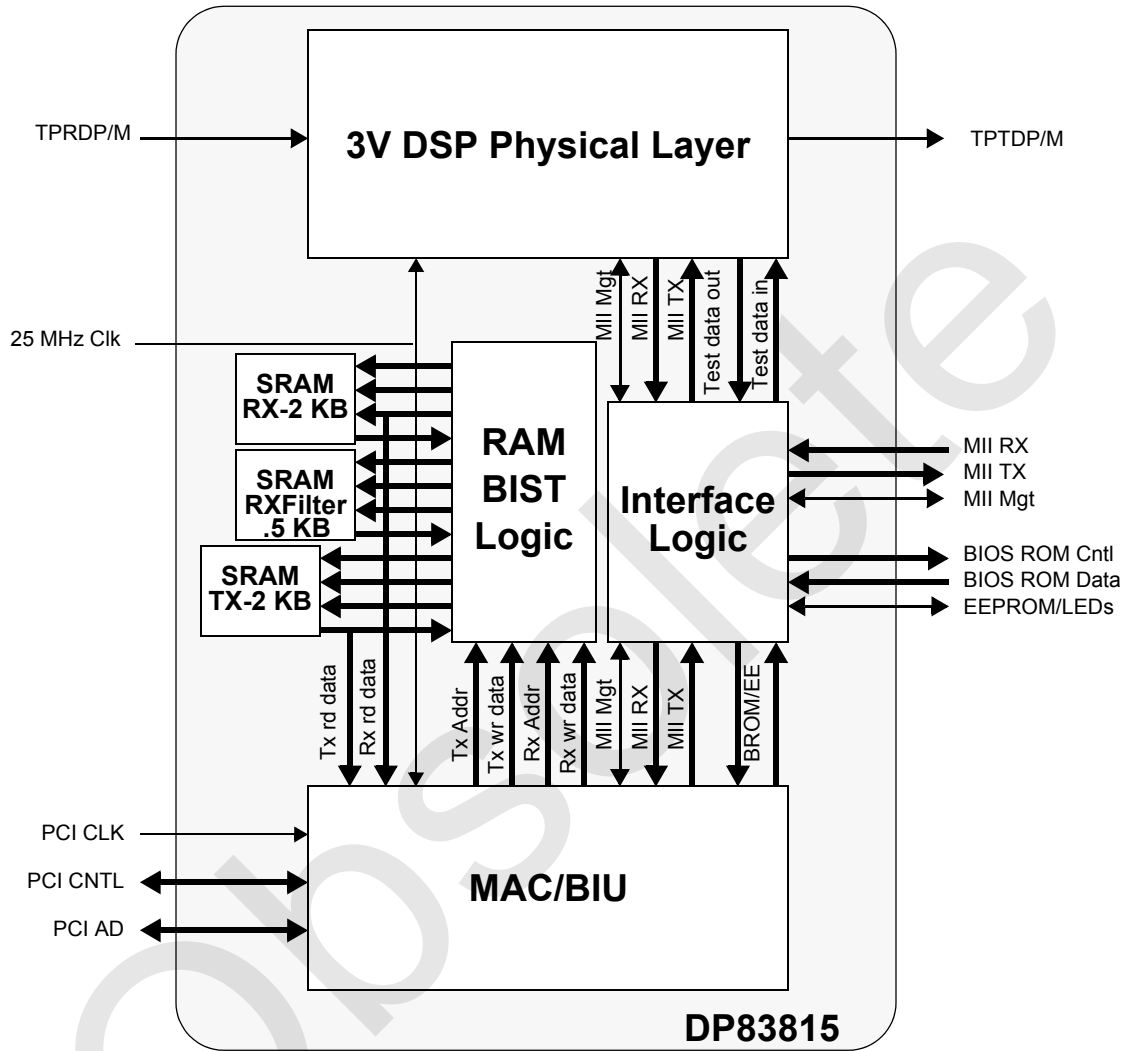 3V DSP Physical Layer
TPRDP/M
TPTDP/M
MII Mgt
MII RX
MII TX
Test data out
Test data in
25 MHz Clk
SRAM
RX-2 KB
SRAM
RXFilter
.5 KB
SRAM
TX-2 KB
RAM
BIST
Logic
Interface
Logic
MII RX
MII TX
MII Mgt
BIOS ROM Cntl
BIOS ROM Data
EEPROM/LEDs
Tx rd data
Rx rd data
Tx Addr
Tx wr data
Rx Addr
Rx wr data
MII Mgt
MII RX
MII TX
BROM/EE
PCI CLK
PCI CNTL
PCI AD
MAC/BIU
DP83815
Obsolete